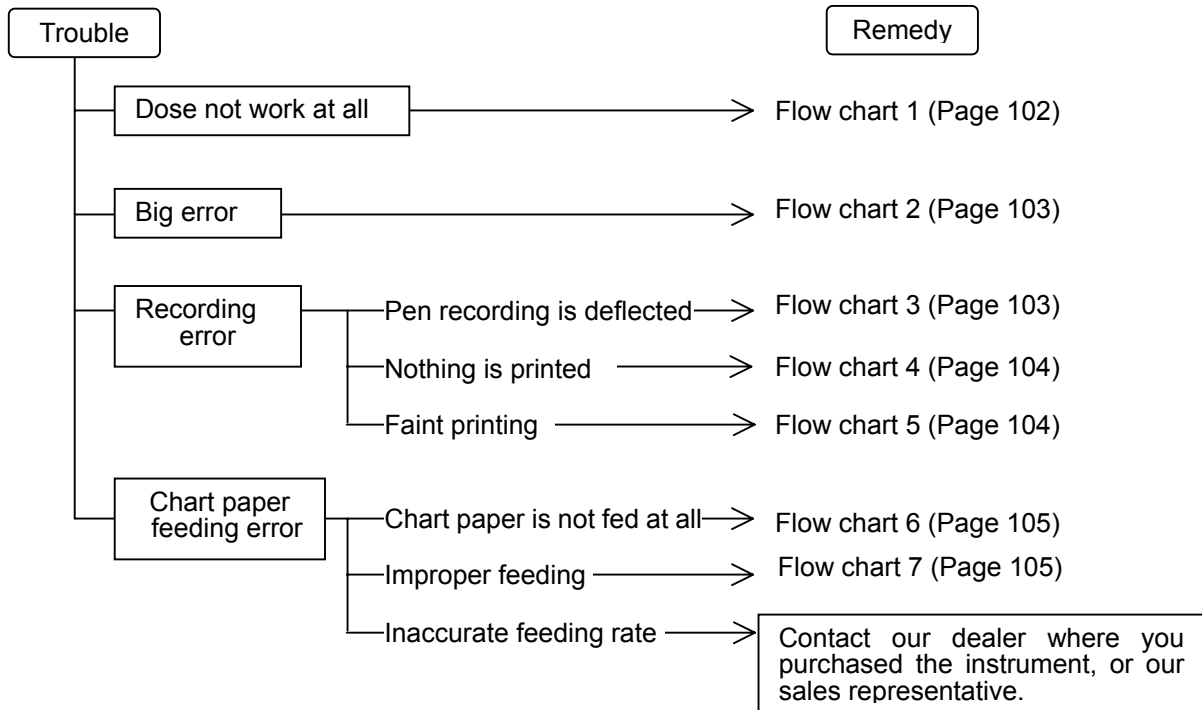 Trouble
Remedy
Dose not work at all
Flow chart 1 (Page 102)
Big error
Flow chart 2 (Page 103)
Recording
error
Pen recording is deflected
Flow chart 3 (Page 103)
Nothing is printed
Flow chart 4 (Page 104)
Faint printing
Flow chart 5 (Page 104)
Chart paper
feeding error
Chart paper is not fed at all
Flow chart 6 (Page 105)
Improper feeding
Flow chart 7 (Page 105)
Inaccurate feeding rate
Contact our dealer where you
purchased the instrument, or our
sales representative.